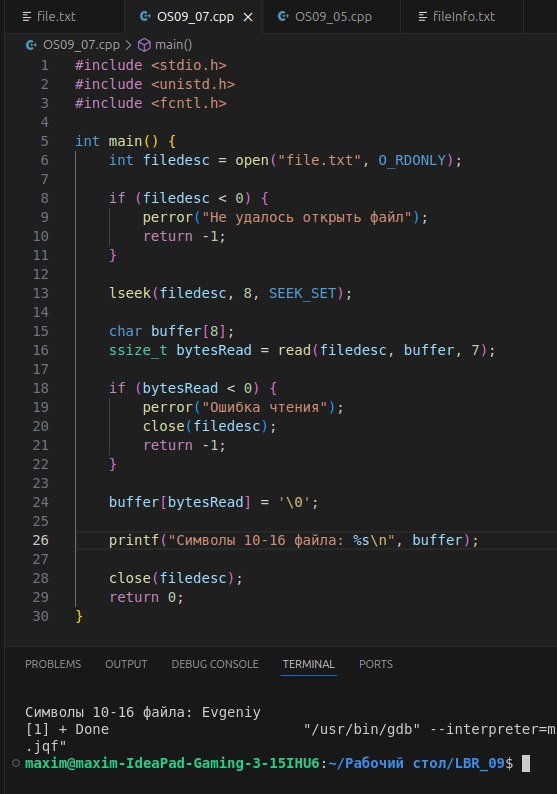 file.txt OS09_07.cpp OS09_05.cpp fileInfo.txt
OS09_07.cpp > main()
1 #include <stdio.h>
2 #include <unistd.h>
3 #include <fcntl.h>
4
5 int main() {
6 int filedesc = open("file.txt", O_RDONLY);
7
8 if (filedesc < 0) {
9 perror("Не удалось открыть файл");
10 return -1;
11 }
12
13 lseek(filedesc, 8, SEEK_SET);
14
15 char buffer[8];
16 ssize_t bytesRead = read(filedesc, buffer, 7);
17
18 if (bytesRead < 0) {
19 perror("Ошибка чтения");
20 close(filedesc);
21 return -1;
22 }
23
24 buffer[bytesRead] = '\0';
25
26 printf("Символы 10-16 файла: %s\n", buffer);
27
28 close(filedesc);
29 return 0;
30 }
PROBLEMS OUTPUT DEBUG CONSOLE TERMINAL PORTS
Символы 10-16 файла: Evgeniy
[1] + Done "/usr/bin/gdb" --interpreter=m
.jqf"
maxim@maxim-IdeaPad-Gaming-3-15IHU6:~/Рабочий стол/LBR_09$